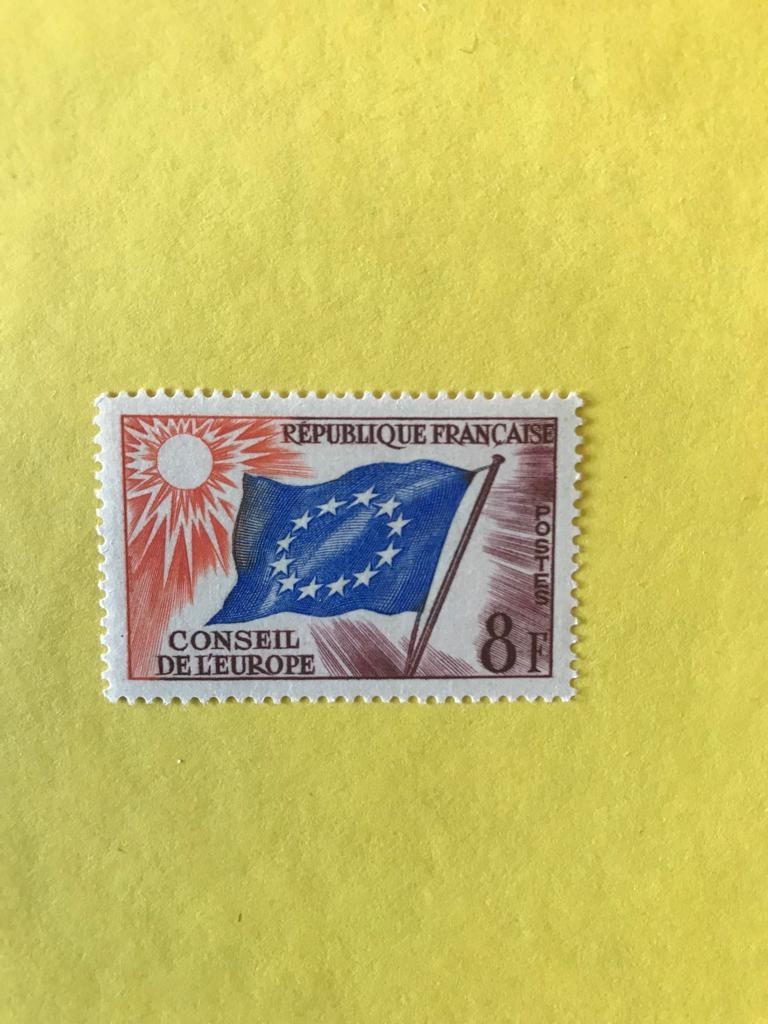 RÉPUBLIQUE FRANÇAISE
POSTES
CONSEIL
DE L'EUROPE
8F